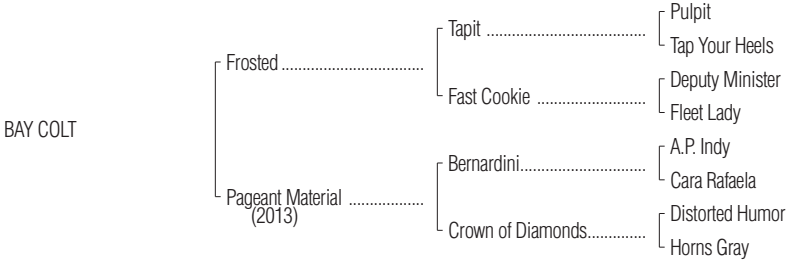 Pulpit
Tapit ....................................
Tap Your Heels
Frosted ................................
Deputy Minister
Fast Cookie ........................
Fleet Lady
BAY COLT
A.P. Indy
Bernardini............................
Cara Rafaela
Pageant Material .................
(2013)
Distorted Humor
Crown of Diamonds.............
Horns Gray